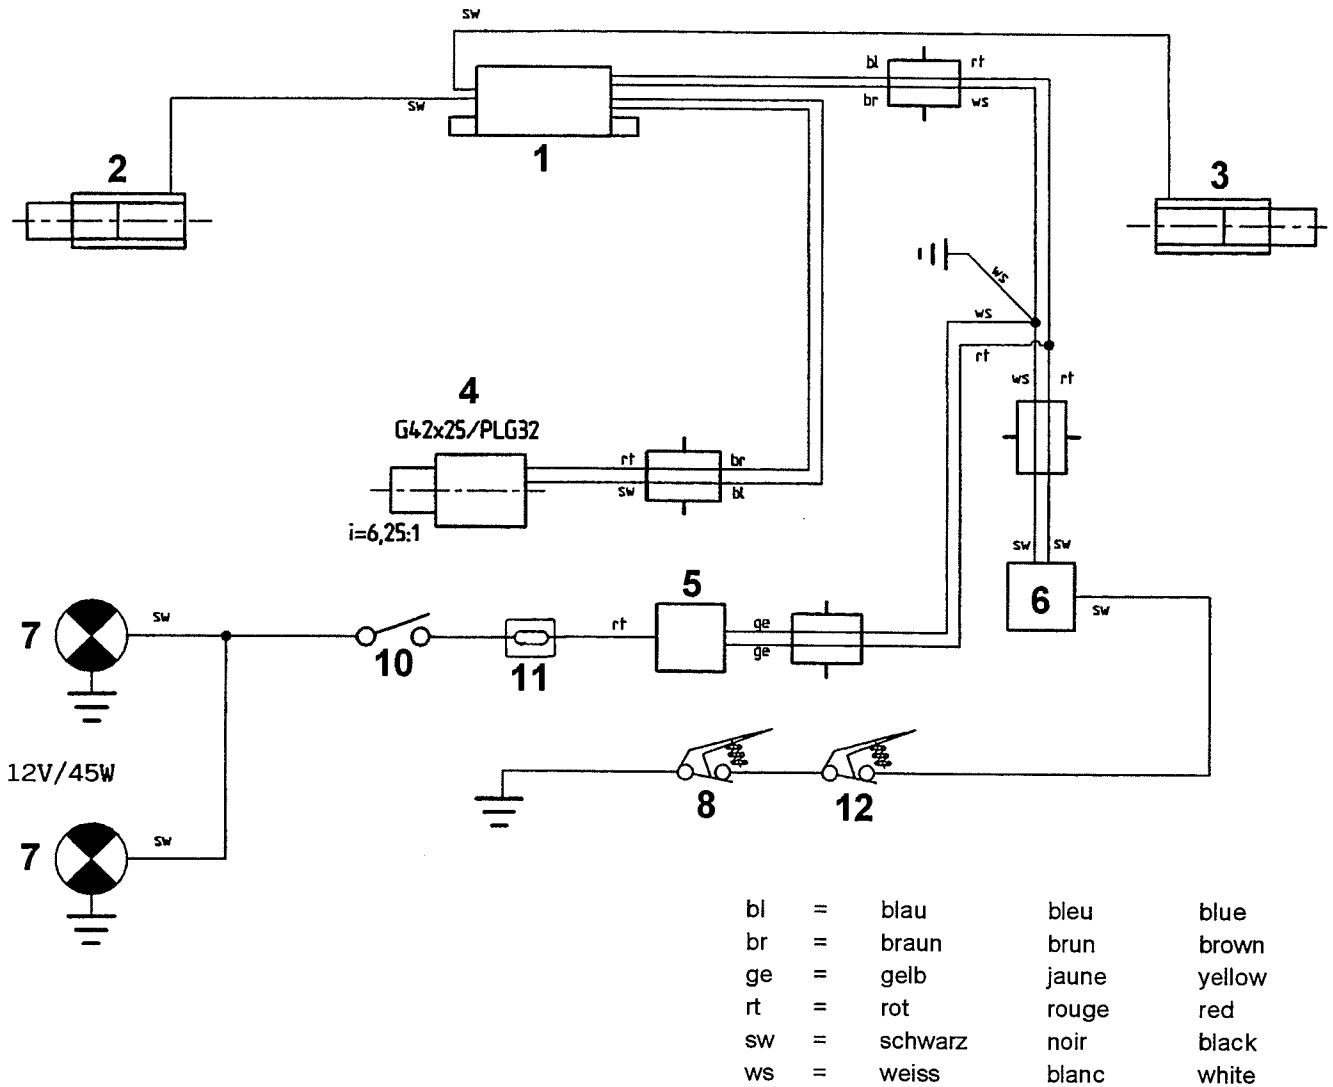 sw
bl rt
sw
br ws
1
2
3
ws
ws
rt
ws rt
4
G42x25/PLG32
rt br
sw bl
i=6,25:1
sw sw
5
6
sw
7
sw
rt
ge
ge
10
11
12V/45W
8
12
7
sw
bl = blau bleu blue
br = braun brun brown
ge = gelb jaune yellow
rt = rot rouge red
sw = schwarz noir black
ws = weiss blanc white